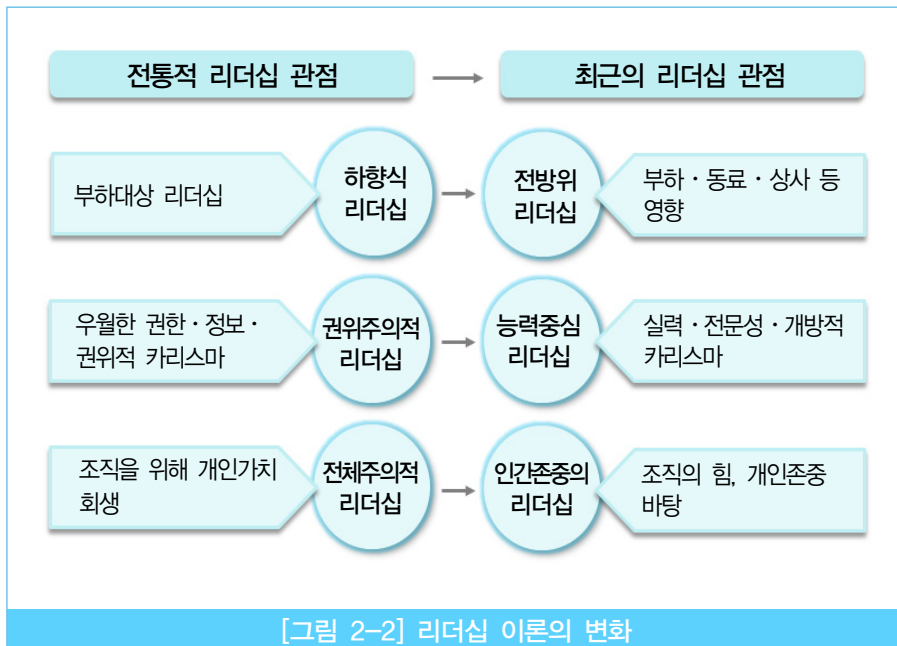 전통적 리더십 관점
최근의 리더십 관점
부하대상 리더십
하향식
리더십
전방위
리더십
부하·동료·상사 등
영향
우월한 권한·정보·
권위적 카리스마
권위주의적
리더십
능력중심
리더십
실력·전문성·개방적
카리스마
조직을 위해 개인가치
회생
전체주의적
리더십
인간존중의
리더십
조직의 힘, 개인존중
바탕
[그림 2-2] 리더십 이론의 변화